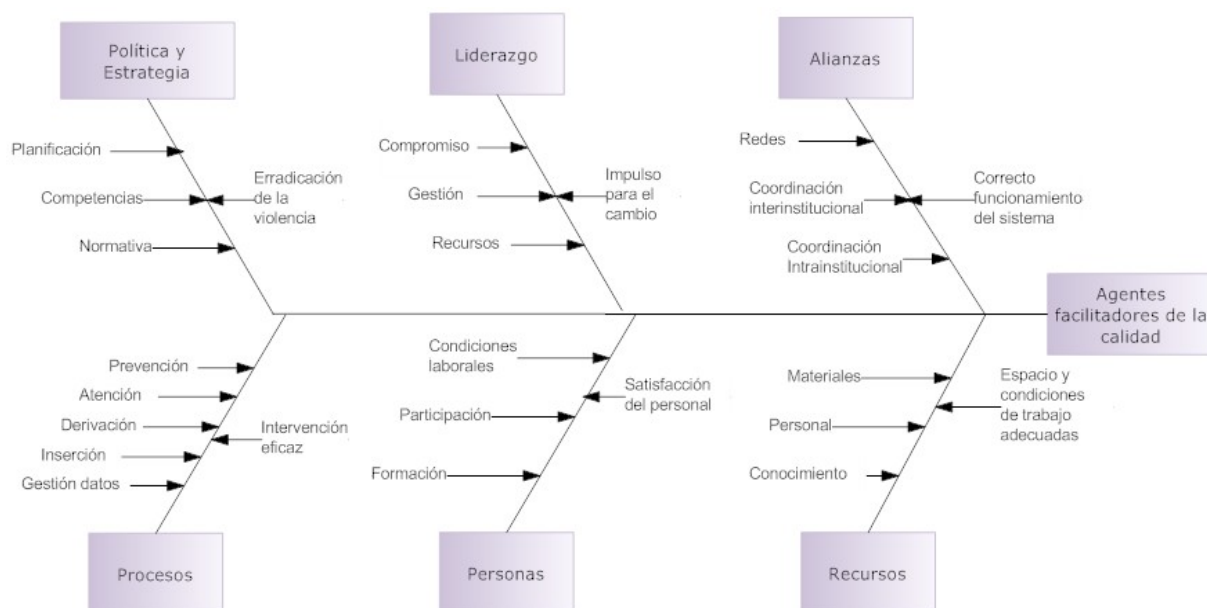 Política y
Estrategia
Liderazgo
Alianzas
Planificación
Competencias
Normativa
Erradicación
de la
violencia
Compromiso
Gestión
Recursos
Impulso
para el
cambio
Redes
Coordinación
interinstitucional
Coordinación
Intrainstitucional
Correcto
funcionamiento
del sistema
Agentes
facilitadores de la
calidad
Prevención
Atención
Derivación
Inserción
Gestión datos
Intervención
eficaz
Condiciones
laborales
Participación
Formación
Satisfacción
del personal
Materiales
Personal
Conocimiento
Espacio y
condiciones
de trabajo
adecuadas
Procesos
Personas
Recursos